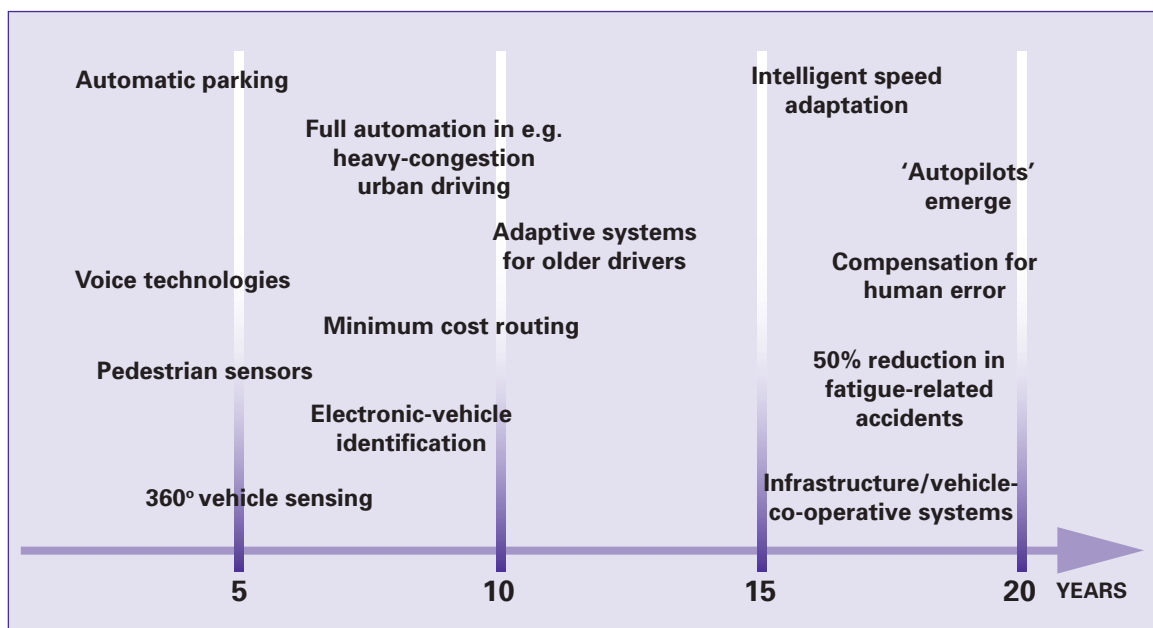 Automatic parking
Full automation in e.g.
heavy-congestion
urban driving
Voice technologies
Minimum cost routing
Pedestrian sensors
Electronic-vehicle
identification
360º vehicle sensing
Adaptive systems
for older drivers
Intelligent speed
adaptation
‘Autopilots’
emerge
Compensation for
human error
50% reduction in
fatigue-related
accidents
Infrastructure/vehicle-
co-operative systems
5
10
15
20
YEARS